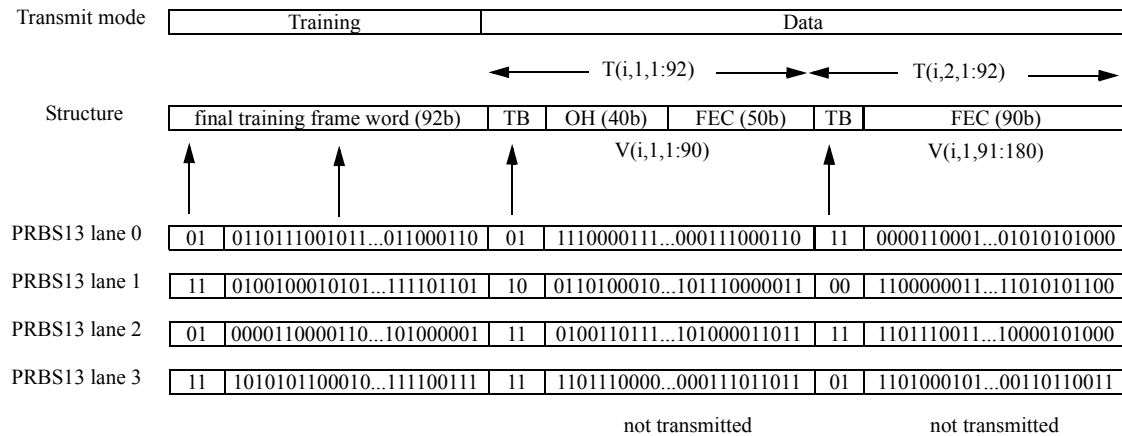 Transmit mode Training Data
T(i,1,1:92) T(i,2,1:92)
Structure final training frame word (92b) TB OH (40b) FEC (50b) TB FEC (90b)
V(i,1,1:90) V(i,1,91:180)
PRBS13 lane 0 01 0110111001011...011000110 01 1110000111...000111000110 11 0000110001...01010101000
PRBS13 lane 1 11 0100100010101...111101101 10 0110100010...101110000011 00 1100000011...11010101100
PRBS13 lane 2 01 0000110000110...101000001 11 0100110111...101000011011 11 1101110011...10000101000
PRBS13 lane 3 11 1010101100010...111100111 11 1101110000...000111011011 01 1101000101...00110110011
not transmitted not transmitted